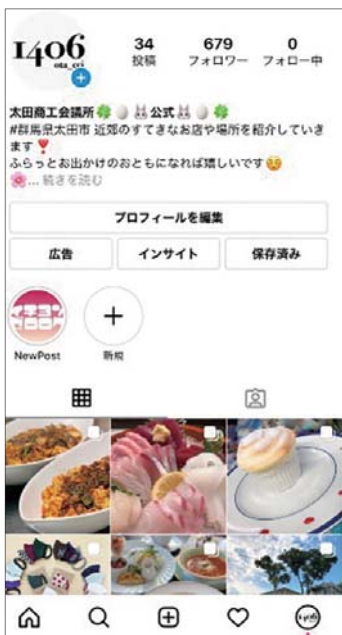 1406
ota_cci
34
投稿
679
フォロワー
0
フォロー中
太田商工会議所🍀🥚🐰公式🐰🥚🍀
#群馬県太田市 近郊のすてきなお店や場所を紹介していき
ます❣️
ふらっとお出かけのおともになれば嬉しいです☺️
🌸... 続きを読む
プロフィールを編集
広告
インサイト
保存済み
NewPost
新規
1406